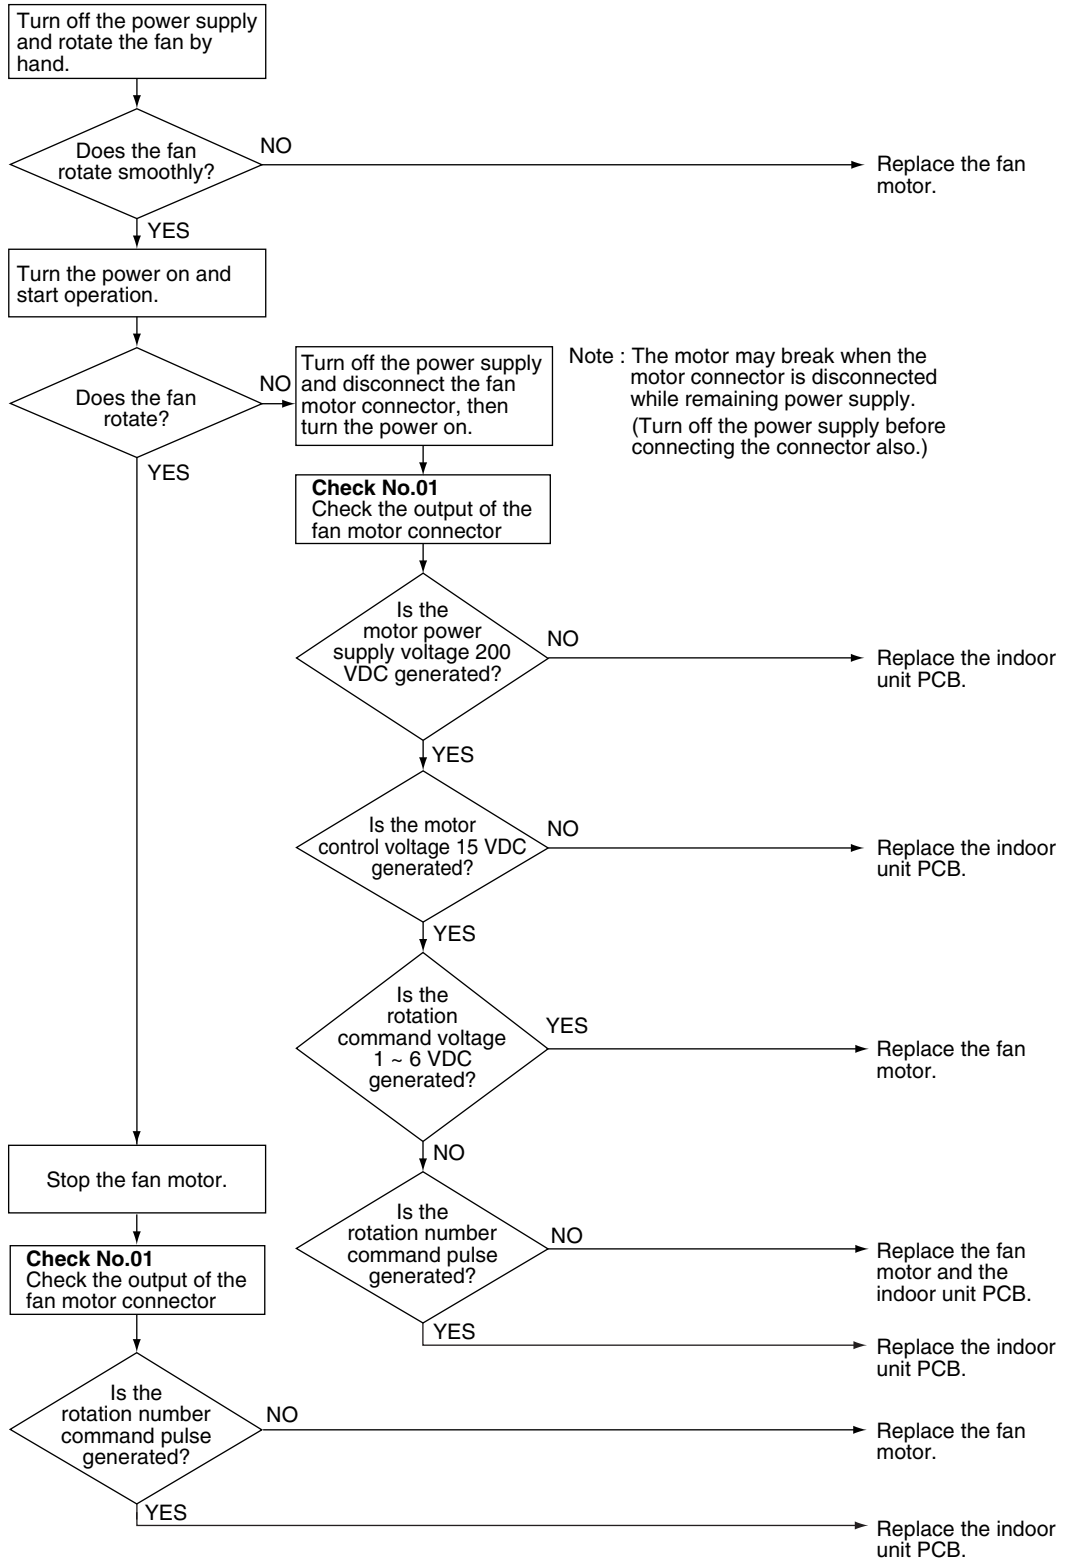 Turn off the power supply
and rotate the fan by
hand.
Does the fan
rotate smoothly?
NO
Replace the fan
motor.
YES
Turn the power on and
start operation.
Does the fan
rotate?
NO
Turn off the power supply
and disconnect the fan
motor connector, then
turn the power on.
Note : The motor may break when the
motor connector is disconnected
while remaining power supply.
(Turn off the power supply before
connecting the connector also.)
YES
Check No.01
Check the output of the
fan motor connector
Is the
motor power
supply voltage 200
VDC generated?
NO
Replace the indoor
unit PCB.
YES
Is the motor
control voltage 15 VDC
generated?
NO
Replace the indoor
unit PCB.
YES
Is the
rotation
command voltage
1 ~ 6 VDC
generated?
YES
Replace the fan
motor.
NO
Is the
rotation number
command pulse
generated?
NO
Replace the fan
motor and the
indoor unit PCB.
YES
Replace the indoor
unit PCB.
Stop the fan motor.
Check No.01
Check the output of the
fan motor connector
Is the
rotation number
command pulse
generated?
NO
Replace the fan
motor.
YES
Replace the indoor
unit PCB.